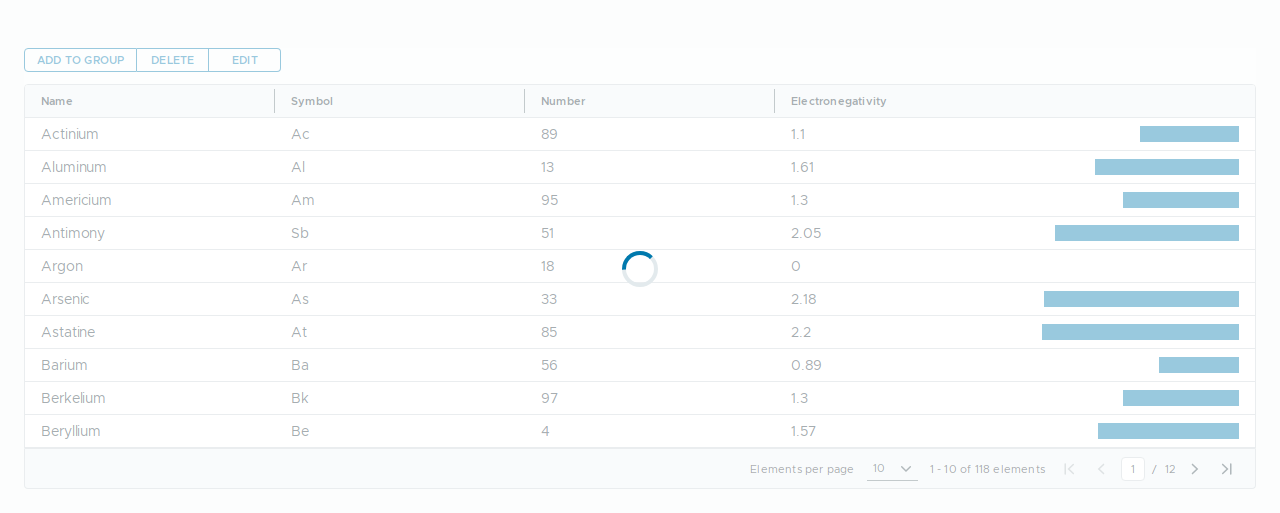 ADD TO GROUP DELETE EDIT
Name Symbol Number Electronegativity
Actinium Ac 89 1.1
Aluminum Al 13 1.61
Americium Am 95 1.3
Antimony Sb 51 2.05
Argon Ar 18 0
Arsenic As 33 2.18
Astatine At 85 2.2
Barium Ba 56 0.89
Berkelium Bk 97 1.3
Beryllium Be 4 1.57
Elements per page 10 1 - 10 of 118 elements 1 / 12